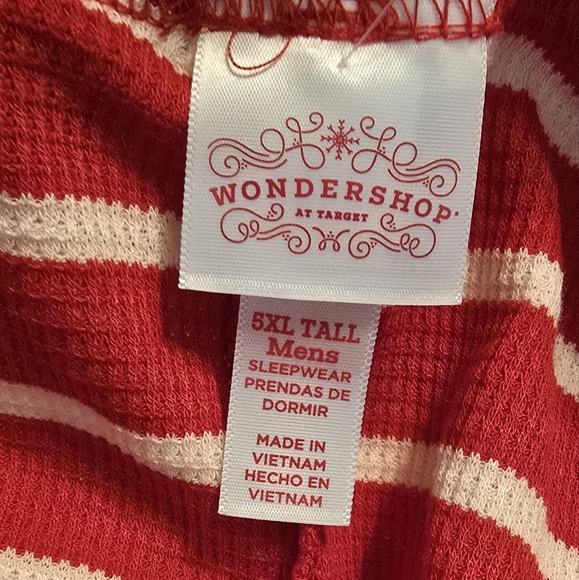 WONDERSHOP
AT TARGET
5XL TALL
Mens
SLEEPWEAR
PRENDAS DE
DORMIR
MADE IN
VIETNAM
HECHO EN
VIETNAM